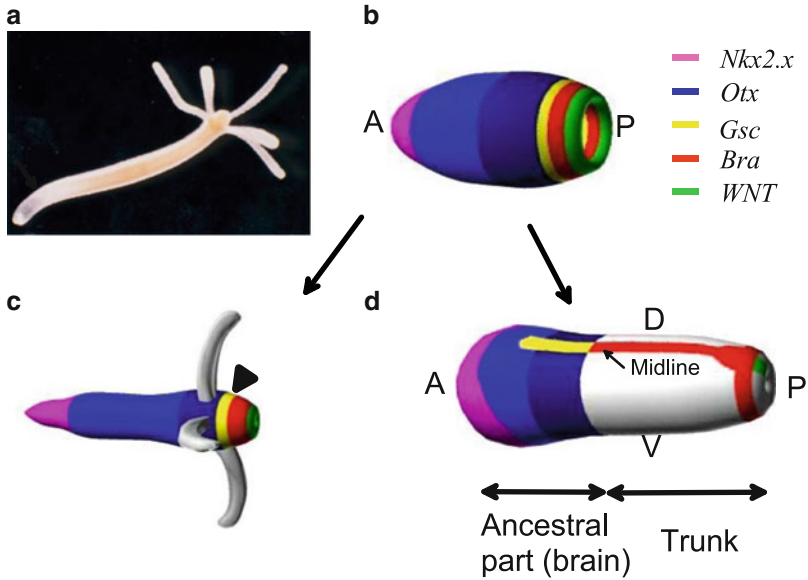 a
b
A
P
Nkx2.x
Otx
Gsc
Bra
WNT
c
d
D
A
Midline
P
V
Ancestral
part (brain)
Trunk